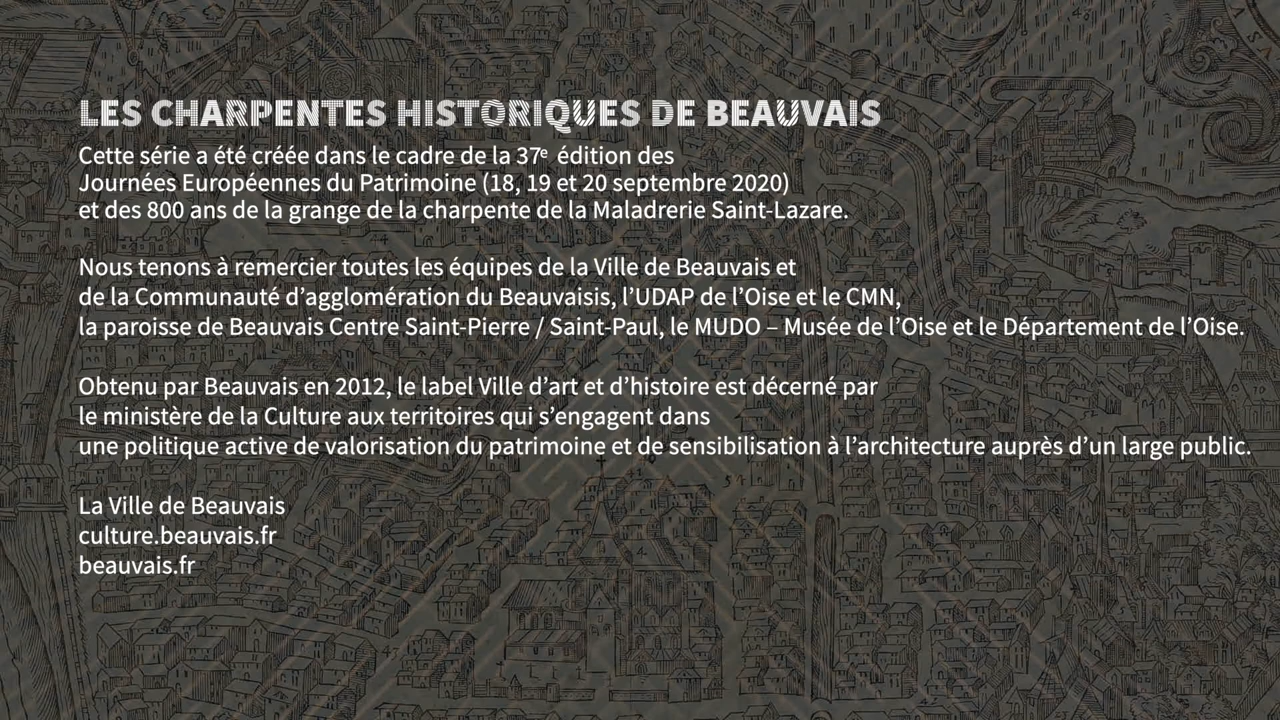 LES CHARPENTES HISTORIQUES DE BEAUVAIS
Cette série a été créée dans le cadre de la 37e édition des
Journées Européennes du Patrimoine (18, 19 et 20 septembre 2020)
et des 800 ans de la grange de la charpente de la Maladrerie Saint-Lazare.
Nous tenons à remercier toutes les équipes de la Ville de Beauvais et
de la Communauté d’agglomération du Beauvaisis, l’UDAP de l’Oise et le CMN,
la paroisse de Beauvais Centre Saint-Pierre / Saint-Paul, le MUDO – Musée de l’Oise et le Département de l’Oise.
Obtenu par Beauvais en 2012, le label Ville d’art et d’histoire est décerné par
le ministère de la Culture aux territoires qui s’engagent dans
une politique active de valorisation du patrimoine et de sensibilisation à l’architecture auprès d’un large public.
La Ville de Beauvais
culture.beauvais.fr
beauvais.fr